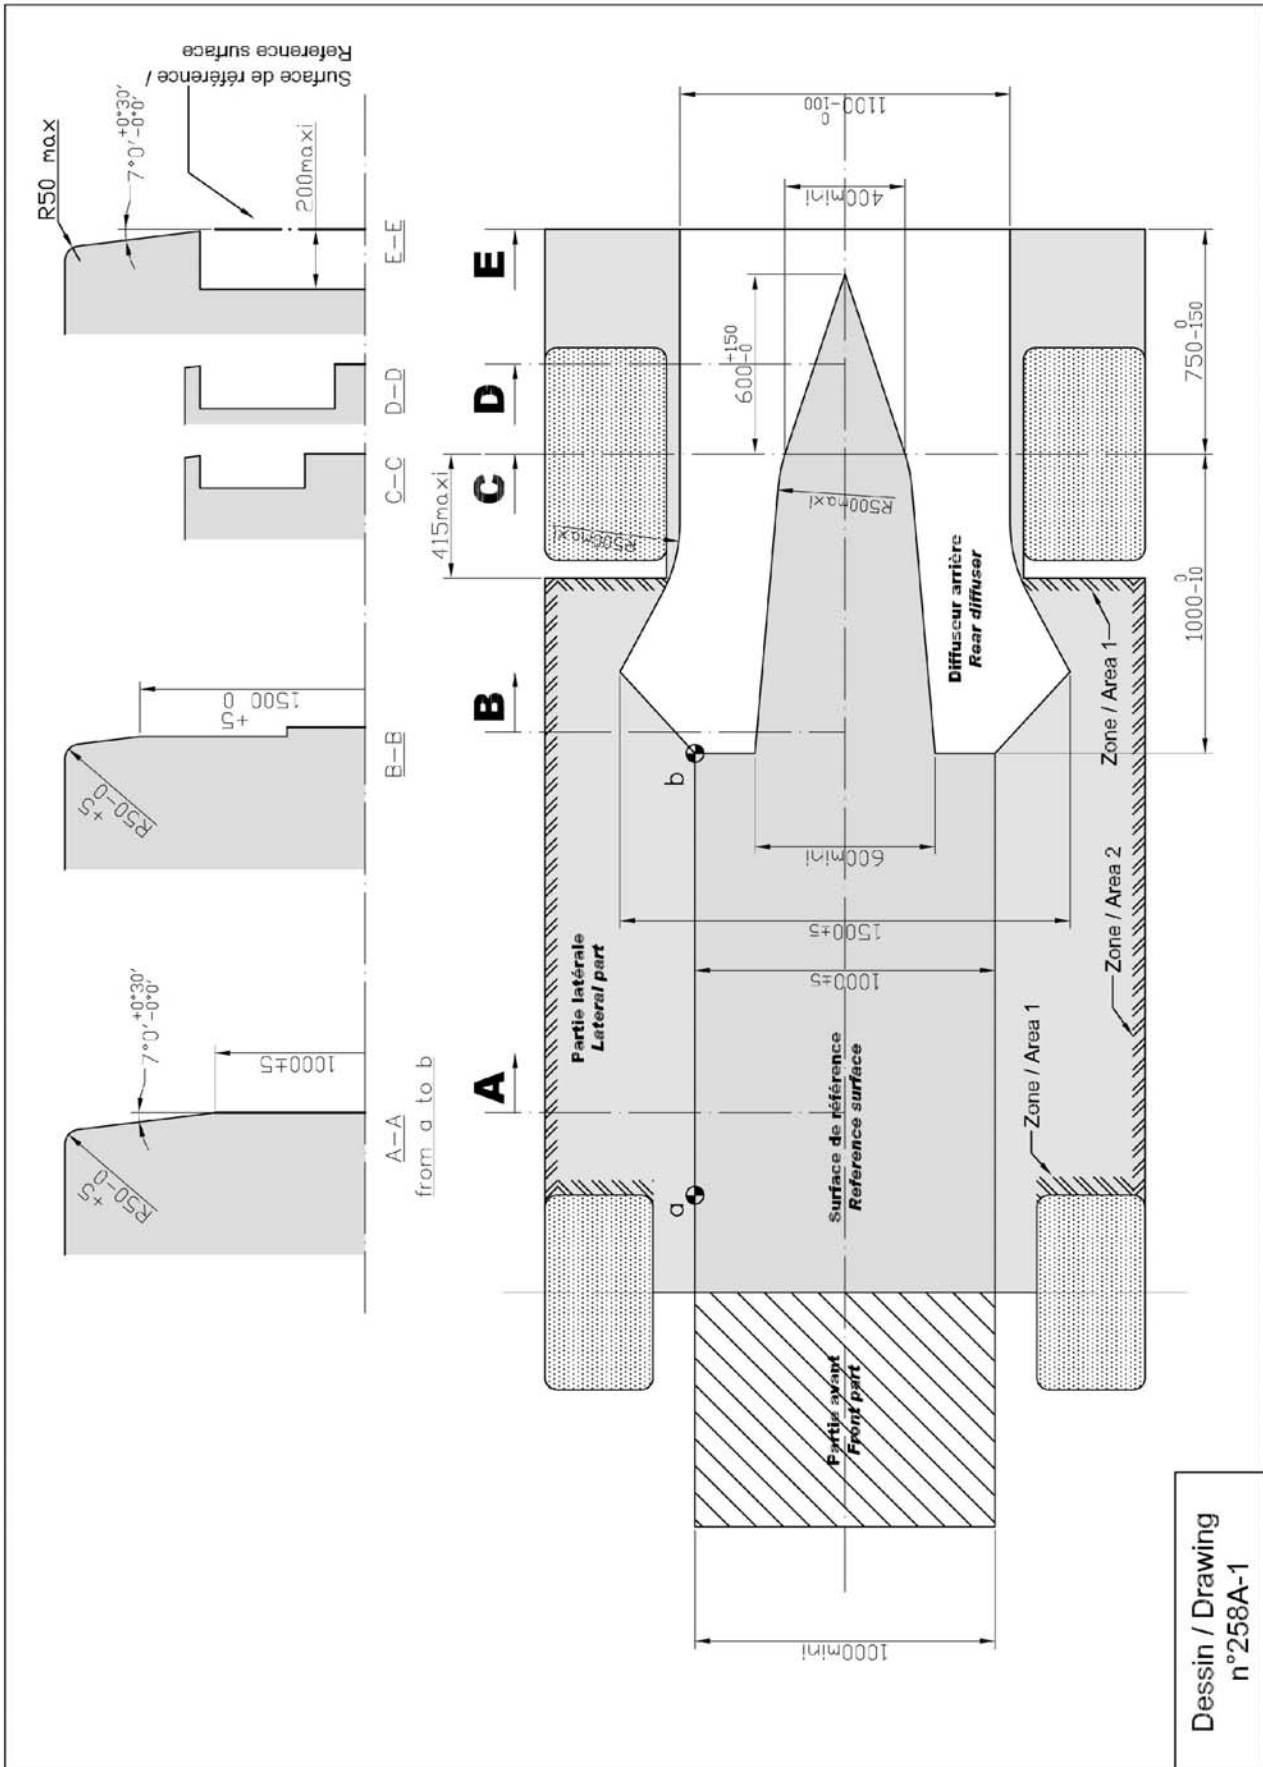 R50 max
7°0' +0°30' -0°0'
200maxi
Surface de référence /
Reference surface
E-E
D-D
C-C
1500 +5 0
R50 +5 -0
B-B
7°0' +0°30' -0°0'
1000±5
R50 +5 -0
A-A
from a to b
1100 0 -100
400mini
E
D
C
B
A
600 +150 -0
750 0 -150
415maxi
R500maxi
R500maxi
1000 0 -10
Diffuseur arrière
Rear diffuser
Zone / Area 1
b
600mini
1500±5
1000±5
Zone / Area 2
Partie latérale
Lateral part
Surface de référence
Reference surface
Zone / Area 1
a
Partie avant
Front part
1000mini
Dessin / Drawing
n°258A-1